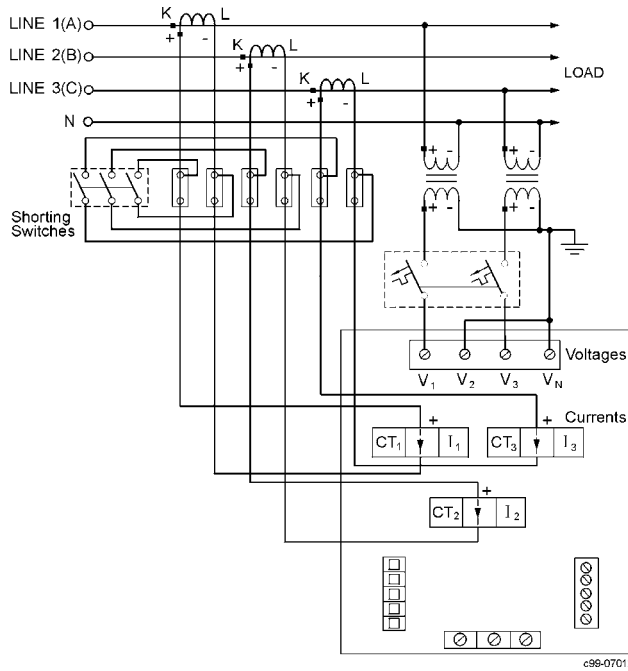 LINE 1(A)
K
L
+
-
LINE 2(B)
K
L
+
-
LINE 3(C)
K
L
+
-
LOAD
N
+ -
+ -
Shorting
Switches
+ -
+ -
Voltages
V1 V2 V3 VN
Currents
+
CT1 I1
+
CT3 I3
+
CT2 I2
c99-0701